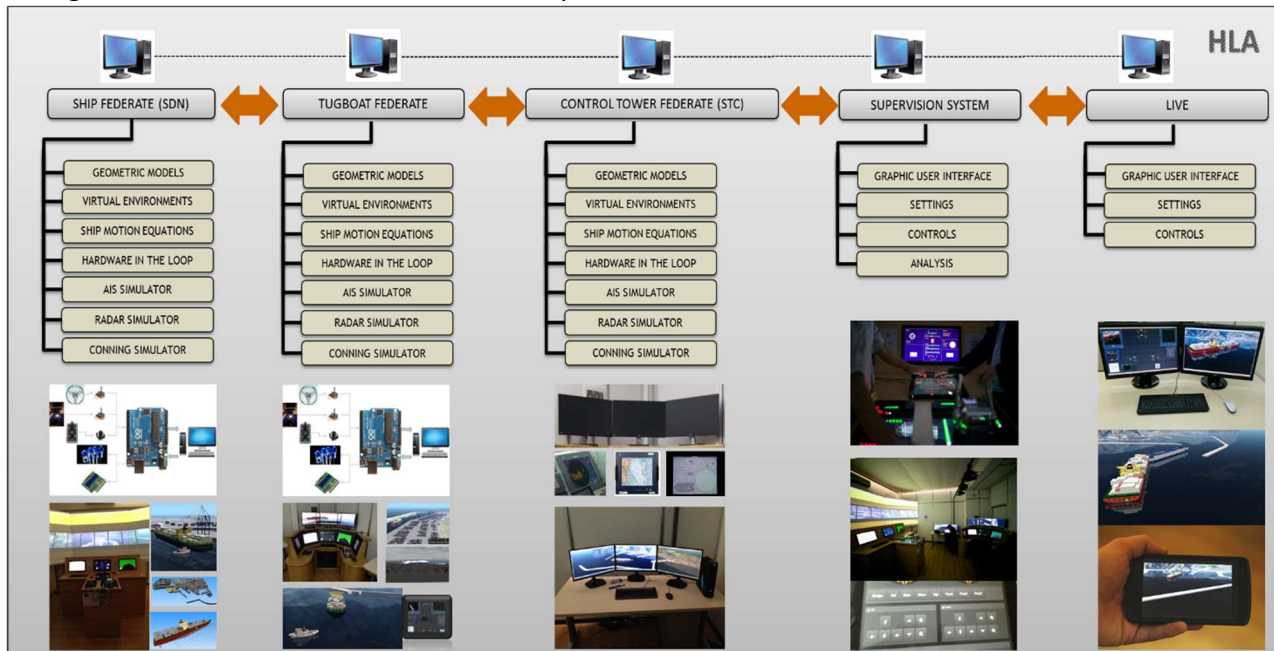 HLA
SHIP FEDERATE (SDN)
TUGBOAT FEDERATE
CONTROL TOWER FEDERATE (STC)
SUPERVISION SYSTEM
LIVE
GEOMETRIC MODELS
VIRTUAL ENVIRONMENTS
SHIP MOTION EQUATIONS
HARDWARE IN THE LOOP
AIS SIMULATOR
RADAR SIMULATOR
CONNING SIMULATOR
GEOMETRIC MODELS
VIRTUAL ENVIRONMENTS
SHIP MOTION EQUATIONS
HARDWARE IN THE LOOP
AIS SIMULATOR
RADAR SIMULATOR
CONNING SIMULATOR
GEOMETRIC MODELS
VIRTUAL ENVIRONMENTS
SHIP MOTION EQUATIONS
HARDWARE IN THE LOOP
AIS SIMULATOR
RADAR SIMULATOR
CONNING SIMULATOR
GRAPHIC USER INTERFACE
SETTINGS
CONTROLS
ANALYSIS
GRAPHIC USER INTERFACE
SETTINGS
CONTROLS